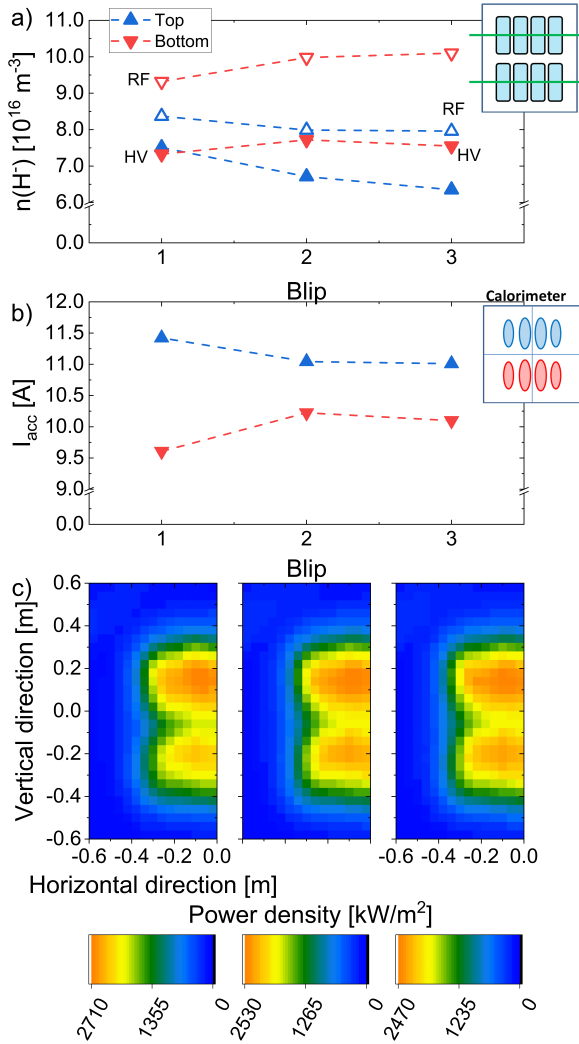 a)
Top
Bottom
n(H⁻) [10¹⁶ m⁻³]
11.0
10.0
9.0
8.0
7.0
6.0
0.0
RF
HV
RF
HV
1 2 3
Blip
b)
Calorimeter
I_acc [A]
12.0
11.5
11.0
10.5
10.0
9.5
9.0
0.0
1 2 3
Blip
c)
Vertical direction [m]
0.6
0.4
0.2
0.0
-0.2
-0.4
-0.6
-0.6 -0.4 -0.2 0.0 -0.6 -0.4 -0.2 0.0
Horizontal direction [m]
Power density [kW/m²]
2710 1355 0 2530 1265 0 2470 1235 0